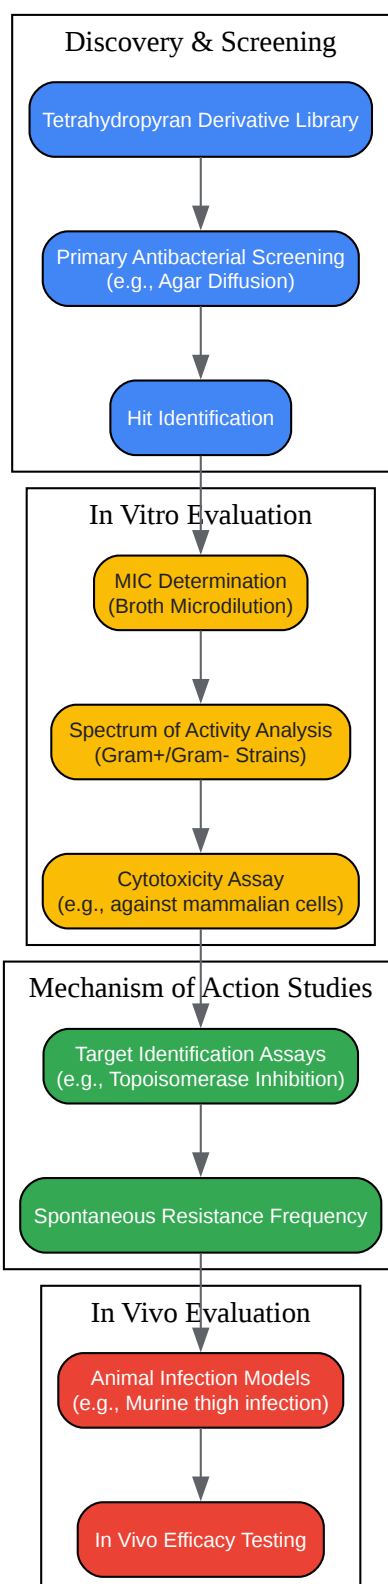 Discovery & Screening
Tetrahydropyran Derivative Library
Primary Antibacterial Screening
(e.g., Agar Diffusion)
Hit Identification
In Vitro Evaluation
MIC Determination
(Broth Microdilution)
Spectrum of Activity Analysis
(Gram+/Gram- Strains)
Cytotoxicity Assay
(e.g., against mammalian cells)
Mechanism of Action Studies
Target Identification Assays
(e.g., Topoisomerase Inhibition)
Spontaneous Resistance Frequency
In Vivo Evaluation
Animal Infection Models
(e.g., Murine thigh infection)
In Vivo Efficacy Testing